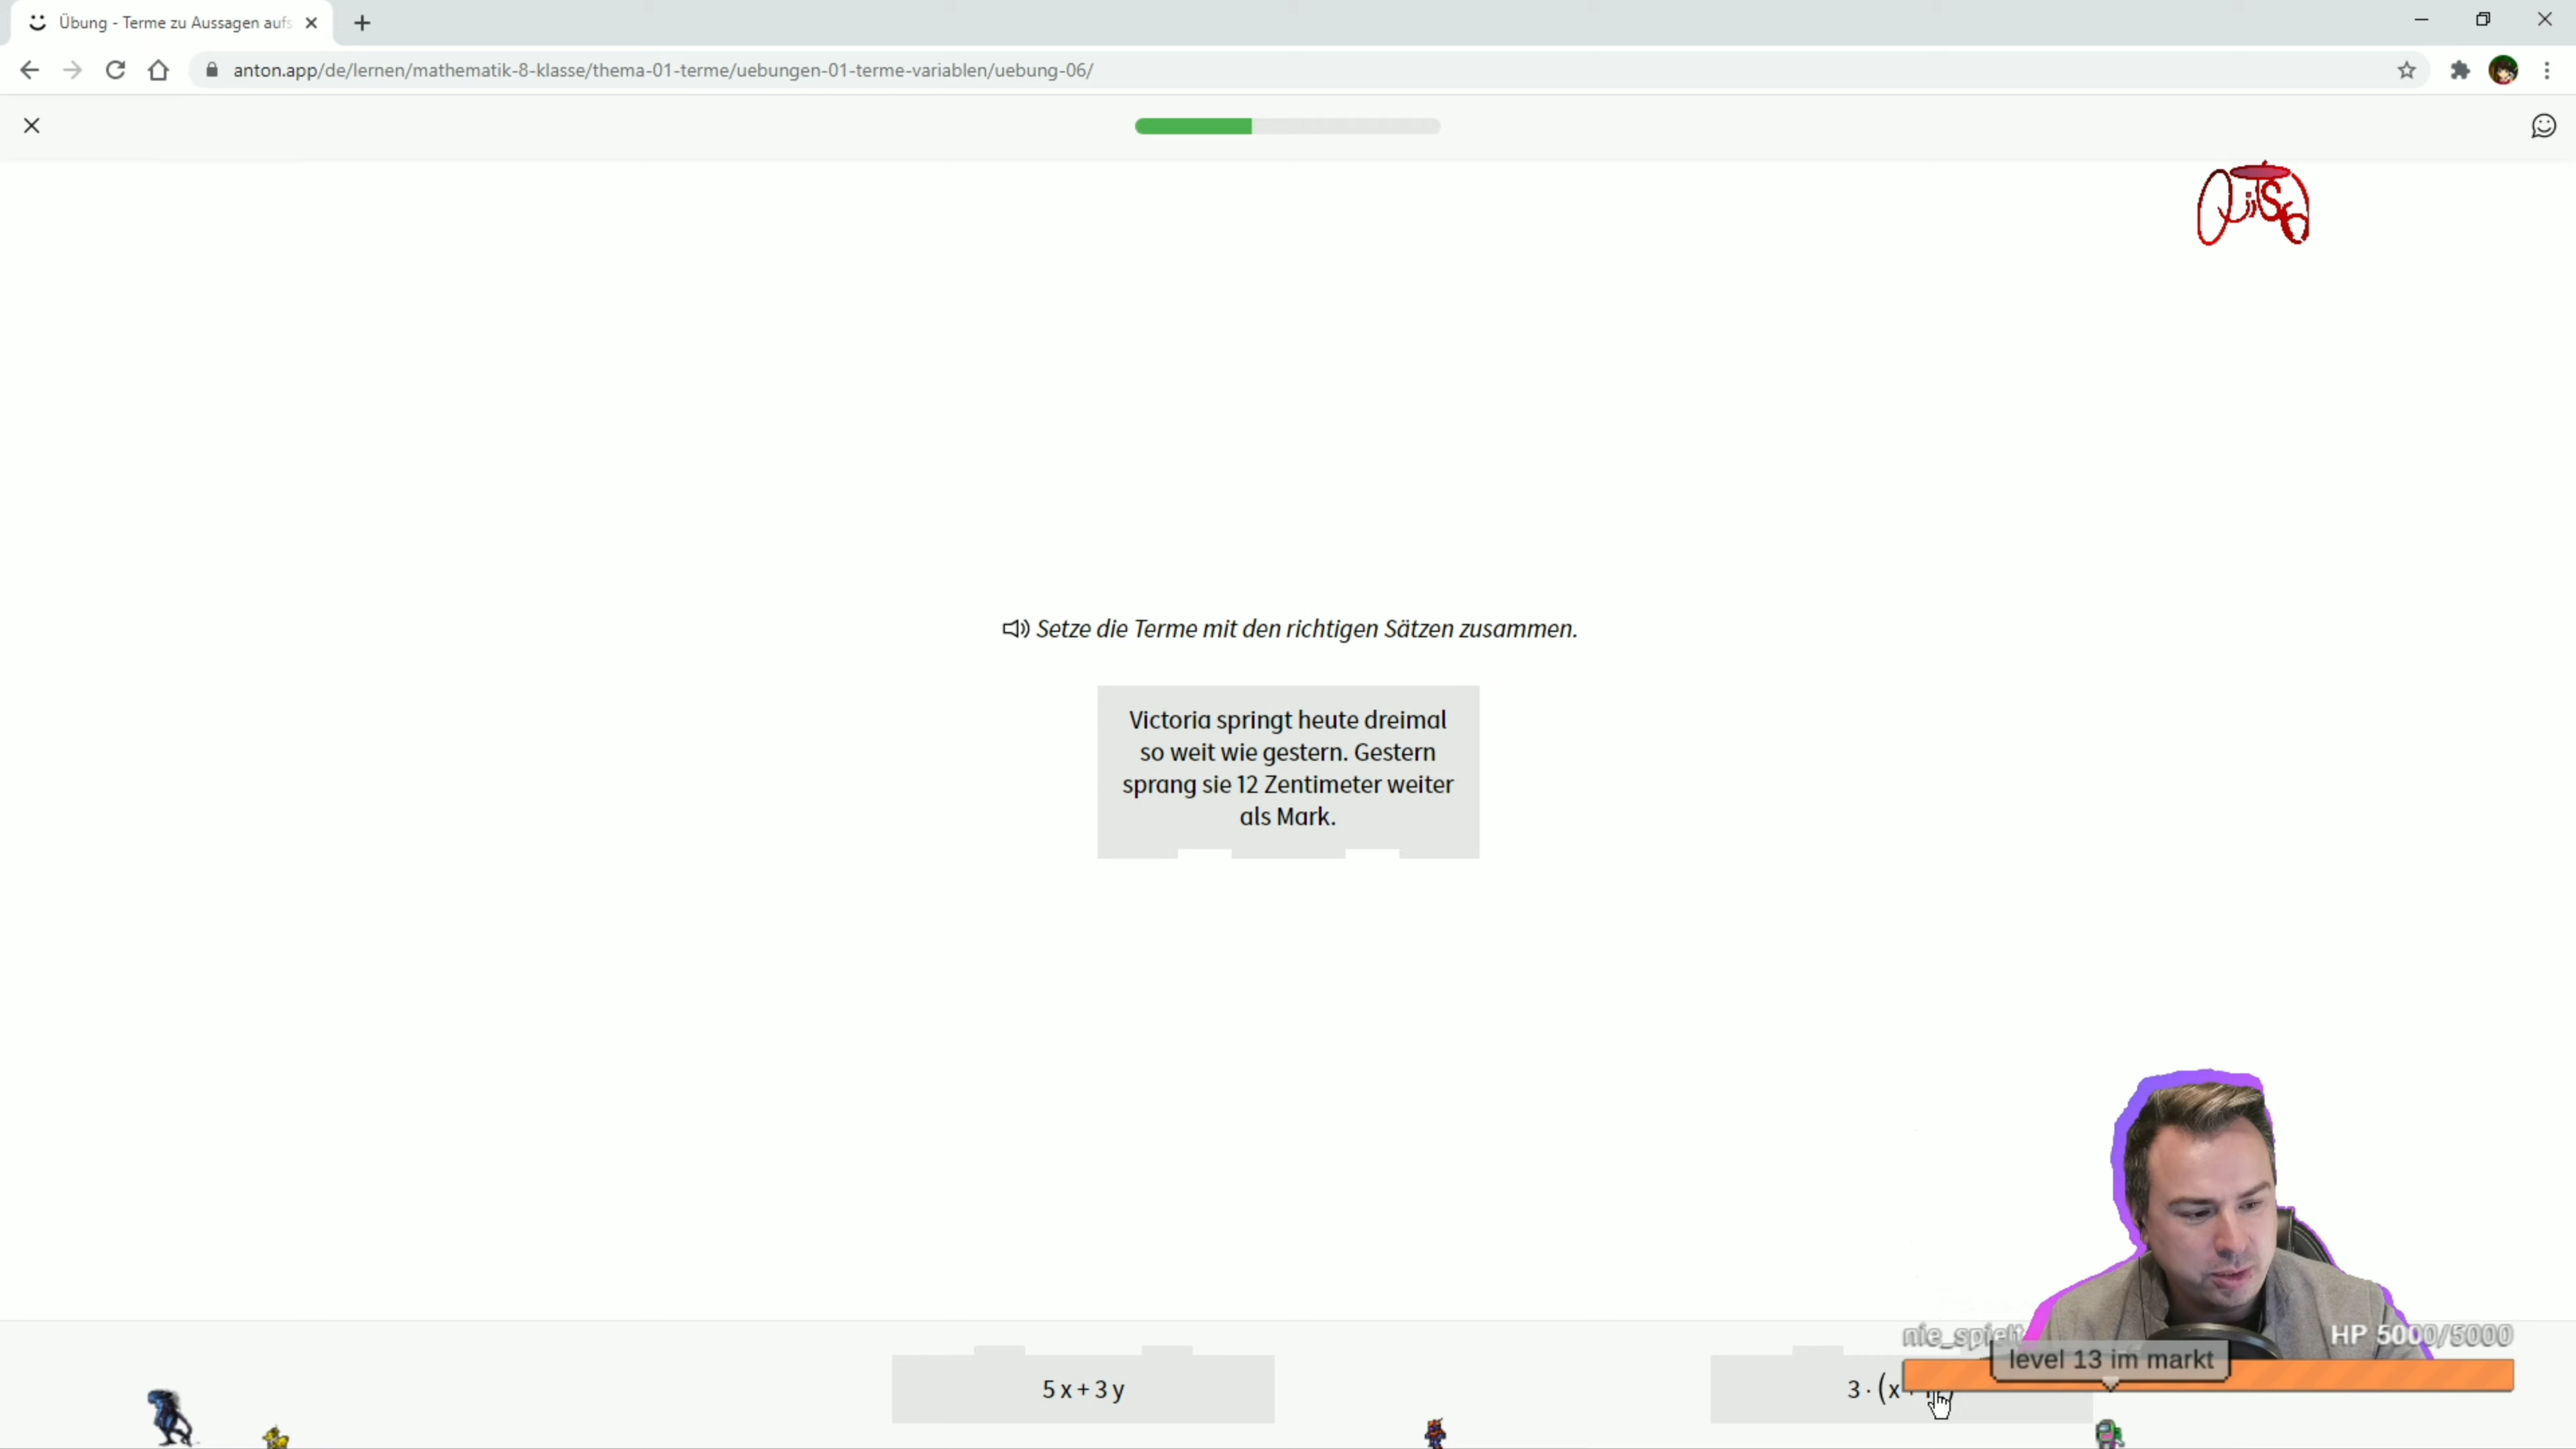 Übung - Terme zu Aussagen aufs
anton.app/de/lernen/mathematik-8-klasse/thema-01-terme/uebungen-01-terme-variablen/uebung-06/
Setze die Terme mit den richtigen Sätzen zusammen.
Victoria springt heute dreimal
so weit wie gestern. Gestern
sprang sie 12 Zentimeter weiter
als Mark.
nie_spielt
HP 5000/5000
level 13 im markt
5 x + 3 y
3 · (x +